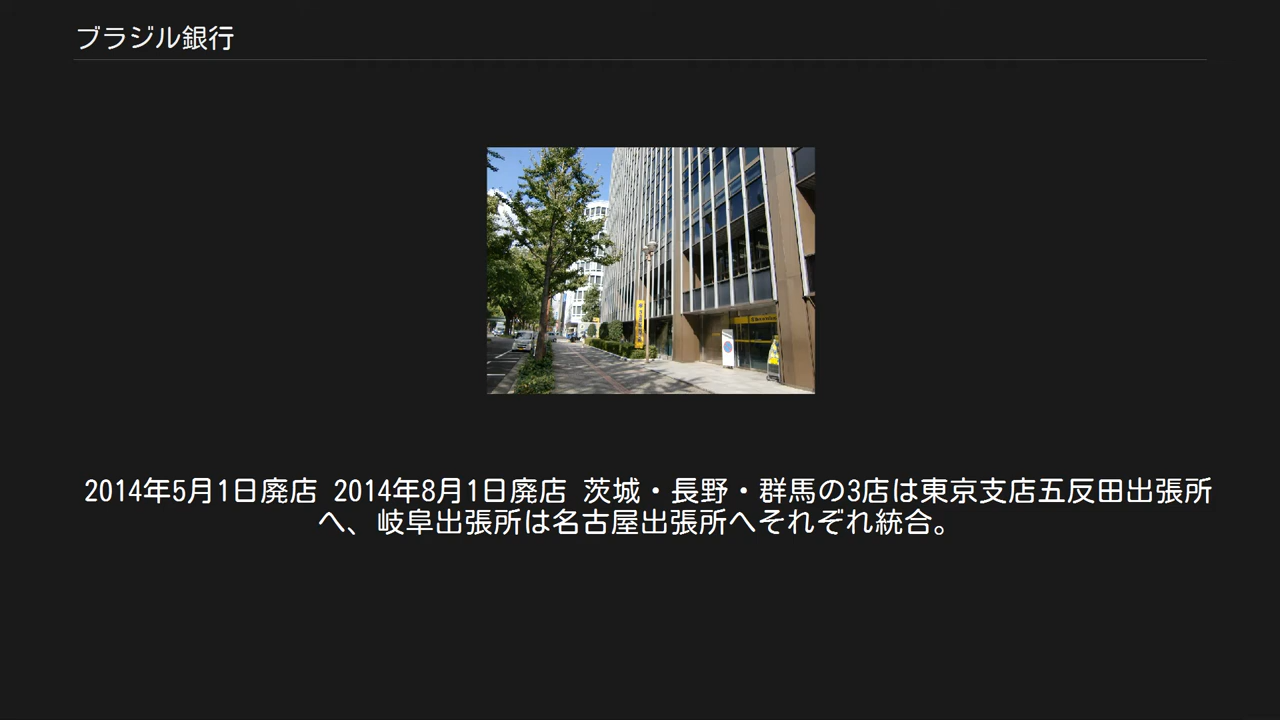 ブラジル銀行
2014年5月1日廃店 2014年8月1日廃店 茨城・長野・群馬の3店は東京支店五反田出張所
へ、岐阜出張所は名古屋出張所へそれぞれ統合。